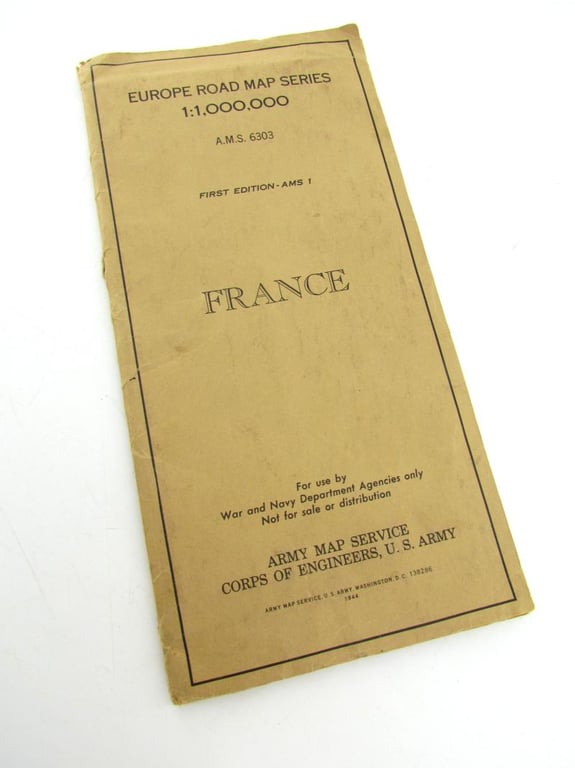 EUROPE ROAD MAP SERIES
1:1,000,000
A.M.S. 6303
FIRST EDITION - AMS 1
FRANCE
For use by
War and Navy Department Agencies only
Not for sale or distribution
ARMY MAP SERVICE
CORPS OF ENGINEERS, U. S. ARMY
ARMY MAP SERVICE, U. S. ARMY, WASHINGTON, D. C. 138286
1944